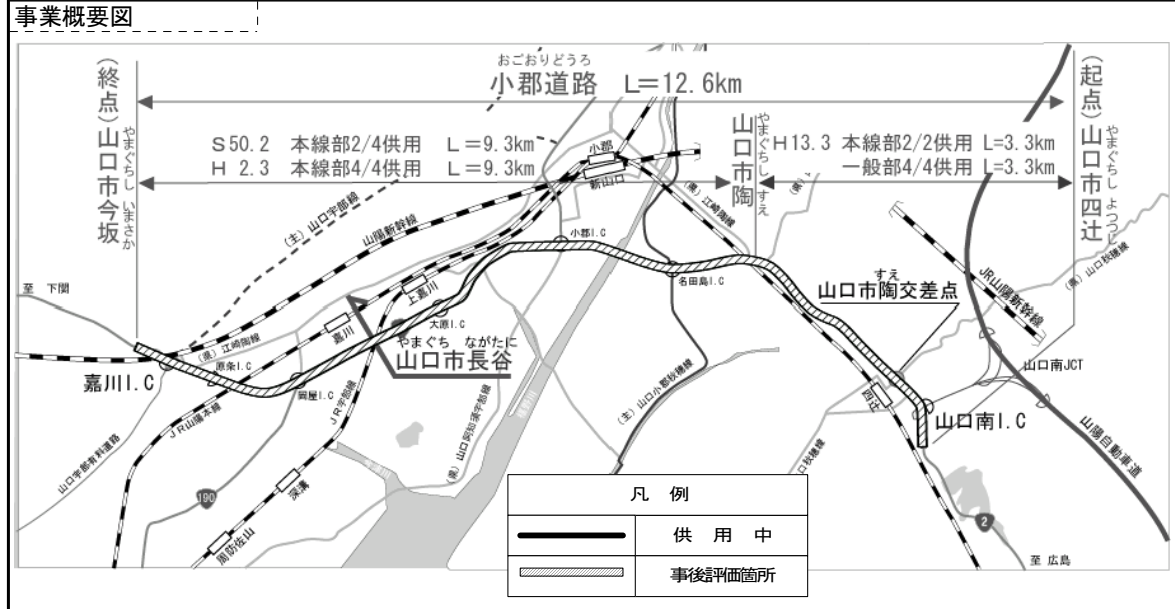 事業概要図
おごおりどうろ
小郡道路 L=12.6km
(終点)山口市今坂
やまぐちし いまさか
S50.2 本線部2/4供用 L=9.3km
H 2.3 本線部4/4供用 L=9.3km
山口市陶
やまぐちし すえ
H13.3 本線部2/2供用 L=3.3km
一般部4/4供用 L=3.3km
(起点)山口市四辻
やまぐちし よつつじ
小郡
新山口
(主)山口宇部線
山陽新幹線
(県)江崎陶線
小郡I.C
名田島I.C
すえ
山口市陶交差点
JR山陽新幹線
(県)山口秋穂線
至 下関
上嘉川
嘉川
大原I.C
やまぐち ながたに
山口市長谷
(県)江崎陶線
原条I.C
嘉川I.C
岡屋I.C
JR山陽本線
JR宇部線
山口宇部有料道路
(県)山口阿知須宇部線
(主)山口小郡秋穂線
四辻
山口南JCT
山口南I.C
山陽自動車道
190
深溝
周防佐山
口秋穂線
2
至 広島
凡 例
供 用 中
事後評価箇所